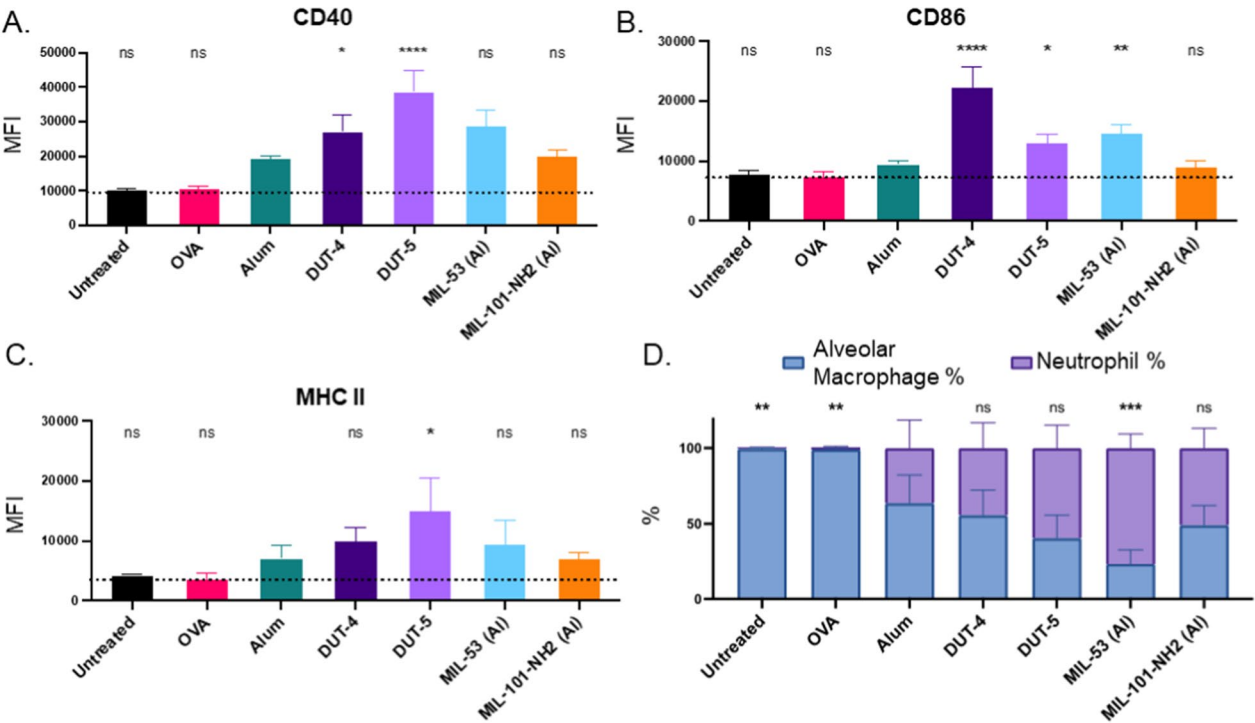 A.
CD40
ns ns * **** ns ns
50000
40000
30000
20000
10000
0
MFI
Untreated OVA Alum DUT-4 DUT-5 MIL-53 (Al) MIL-101-NH2 (Al)
B.
CD86
ns ns **** * ** ns
30000
20000
10000
0
MFI
Untreated OVA Alum DUT-4 DUT-5 MIL-53 (Al) MIL-101-NH2 (Al)
C.
MHC II
ns ns ns * ns ns
30000
20000
10000
0
MFI
Untreated OVA Alum DUT-4 DUT-5 MIL-53 (Al) MIL-101-NH2 (Al)
D.
Alveolar
Macrophage %
Neutrophil %
** ** ns ns *** ns
100
50
0
%
Untreated OVA Alum DUT-4 DUT-5 MIL-53 (Al) MIL-101-NH2 (Al)